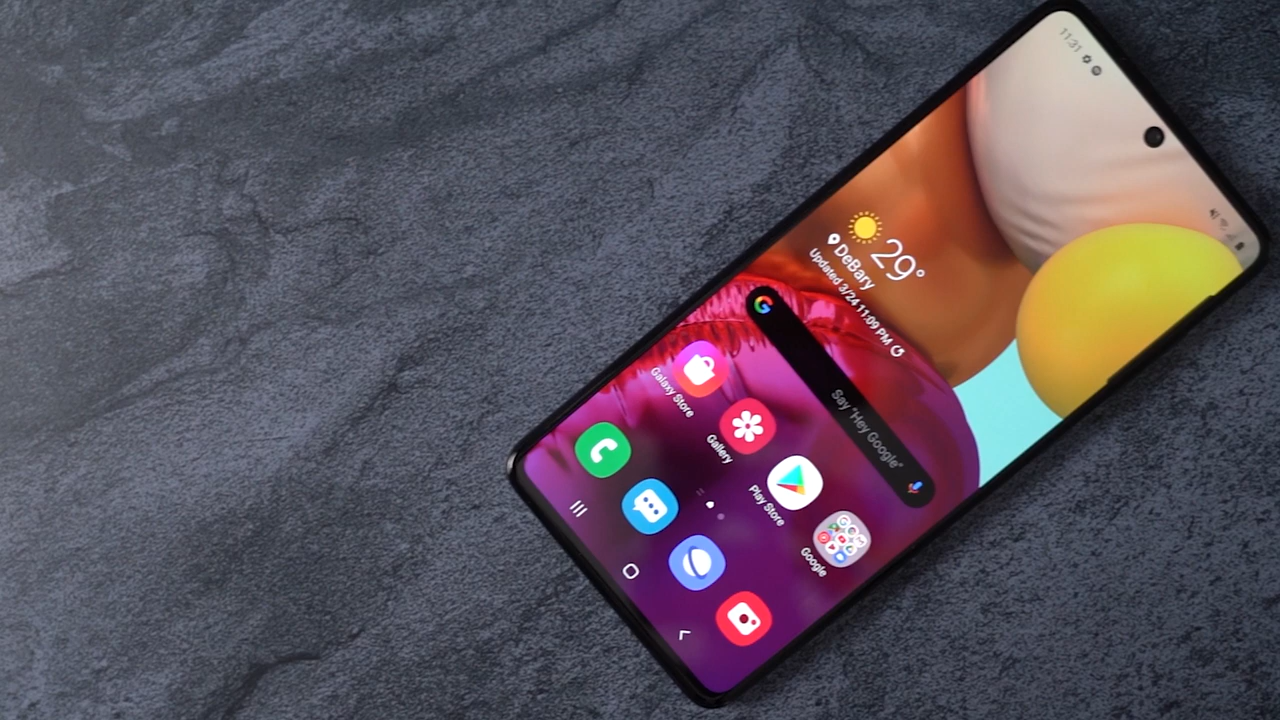 11:31
29°
DeBary
Updated 3/24 11:09 PM
Say "Hey Google"
Galaxy Store
Gallery
Play Store
Google